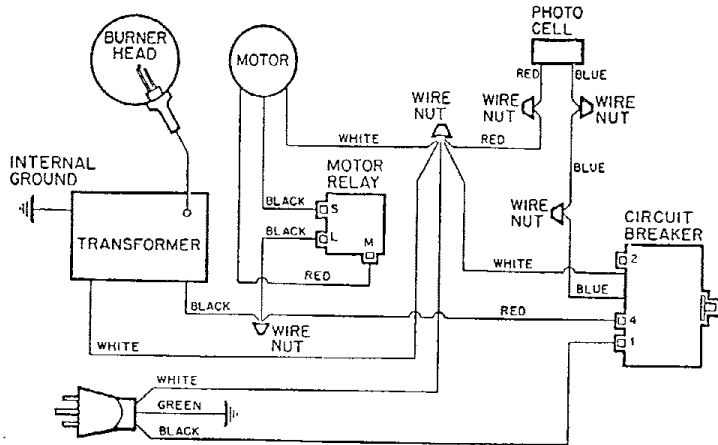 PHOTO
CELL
BURNER
HEAD
MOTOR
RED
BLUE
WIRE
NUT
WIRE
NUT
WIRE
NUT
WHITE
RED
INTERNAL
GROUND
MOTOR
RELAY
BLUE
BLACK
S
WIRE
NUT
CIRCUIT
BREAKER
TRANSFORMER
BLACK
L
M
2
WHITE
RED
BLUE
BLACK
RED
4
WIRE
NUT
WHITE
1
WHITE
GREEN
BLACK